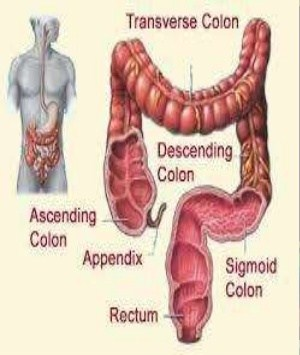 Transverse Colon
Descending
Colon
Ascending
Colon
Appendix
Sigmoid
Colon
Rectum